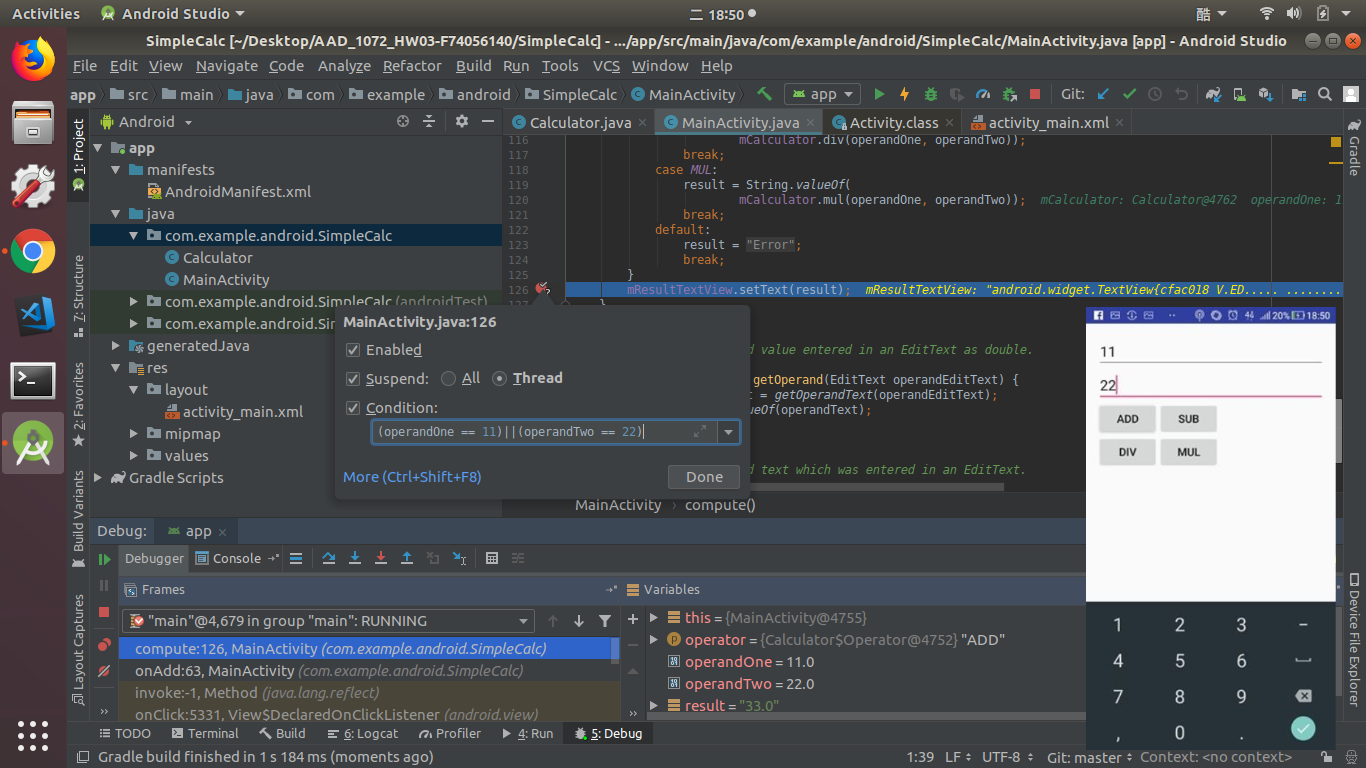 Activities Android Studio 二 18:50 酷
SimpleCalc [~/Desktop/AAD_1072_HW03-F74056140/SimpleCalc] - .../app/src/main/java/com/example/android/SimpleCalc/MainActivity.java [app] - Android Studio
File Edit View Navigate Code Analyze Refactor Build Run Tools VCS Window Help
app src main java com example android SimpleCalc MainActivity app Git:
Android
Calculator.java MainActivity.java Activity.class activity_main.xml
1: Project
7: Structure
2: Favorites
Build Variants
Layout Captures
Gradle
Device File Explorer
app
manifests
AndroidManifest.xml
java
com.example.android.SimpleCalc
Calculator
MainActivity
com.example.android.SimpleCalc (androidTest)
com.example.android.Si
generatedJava
res
layout
activity_main.xml
mipmap
values
Gradle Scripts
116 mCalculator.div(operandOne, operandTwo));
117 break;
118 case MUL:
119 result = String.valueOf(
120 mCalculator.mul(operandOne, operandTwo)); mCalculator: Calculator@4762 operandOne: 1
121 break;
122 default:
123 result = "Error";
124 break;
125 }
126 mResultTextView.setText(result); mResultTextView: "android.widget.TextView{cfac018 V.ED..... ........
127 }
d value entered in an EditText as double.
getOperand(EditText operandEditText) {
t = getOperandText(operandEditText);
ueOf(operandText);
d text which was entered in an EditText.
MainActivity › compute()
MainActivity.java:126
Enabled
Suspend: All Thread
Condition:
(operandOne == 11)||(operandTwo == 22)
More (Ctrl+Shift+F8) Done
20% 18:50
11
22
ADD SUB
DIV MUL
1 2 3 –
4 5 6
7 8 9
, 0 .
Debug: app
Debugger Console
Frames
"main"@4,679 in group "main": RUNNING
compute:126, MainActivity (com.example.android.SimpleCalc)
onAdd:63, MainActivity (com.example.android.SimpleCalc)
invoke:-1, Method (java.lang.reflect)
onClick:5331, View$DeclaredOnClickListener (android.view)
Variables
this = {MainActivity@4755}
operator = {Calculator$Operator@4752} "ADD"
operandOne = 11.0
operandTwo = 22.0
result = "33.0"
TODO Terminal Build 6: Logcat Profiler 4: Run 5: Debug
Gradle build finished in 1 s 184 ms (moments ago) 1:39 LF UTF-8 Git: master Context: <no context>